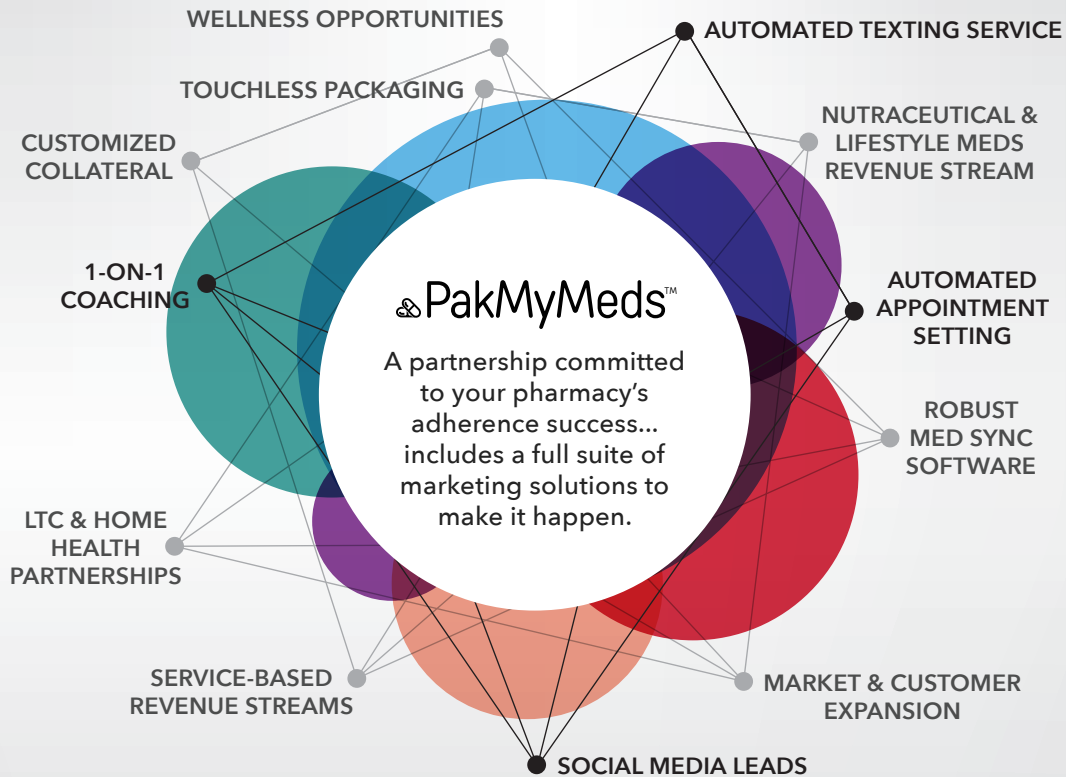 WELLNESS OPPORTUNITIES
AUTOMATED TEXTING SERVICE
TOUCHLESS PACKAGING
NUTRACEUTICAL &
LIFESTYLE MEDS
REVENUE STREAM
CUSTOMIZED
COLLATERAL
1-ON-1
COACHING
PakMyMeds™
A partnership committed
to your pharmacy’s
adherence success...
includes a full suite of
marketing solutions to
make it happen.
AUTOMATED
APPOINTMENT
SETTING
ROBUST
MED SYNC
SOFTWARE
LTC & HOME
HEALTH
PARTNERSHIPS
SERVICE-BASED
REVENUE STREAMS
MARKET & CUSTOMER
EXPANSION
SOCIAL MEDIA LEADS